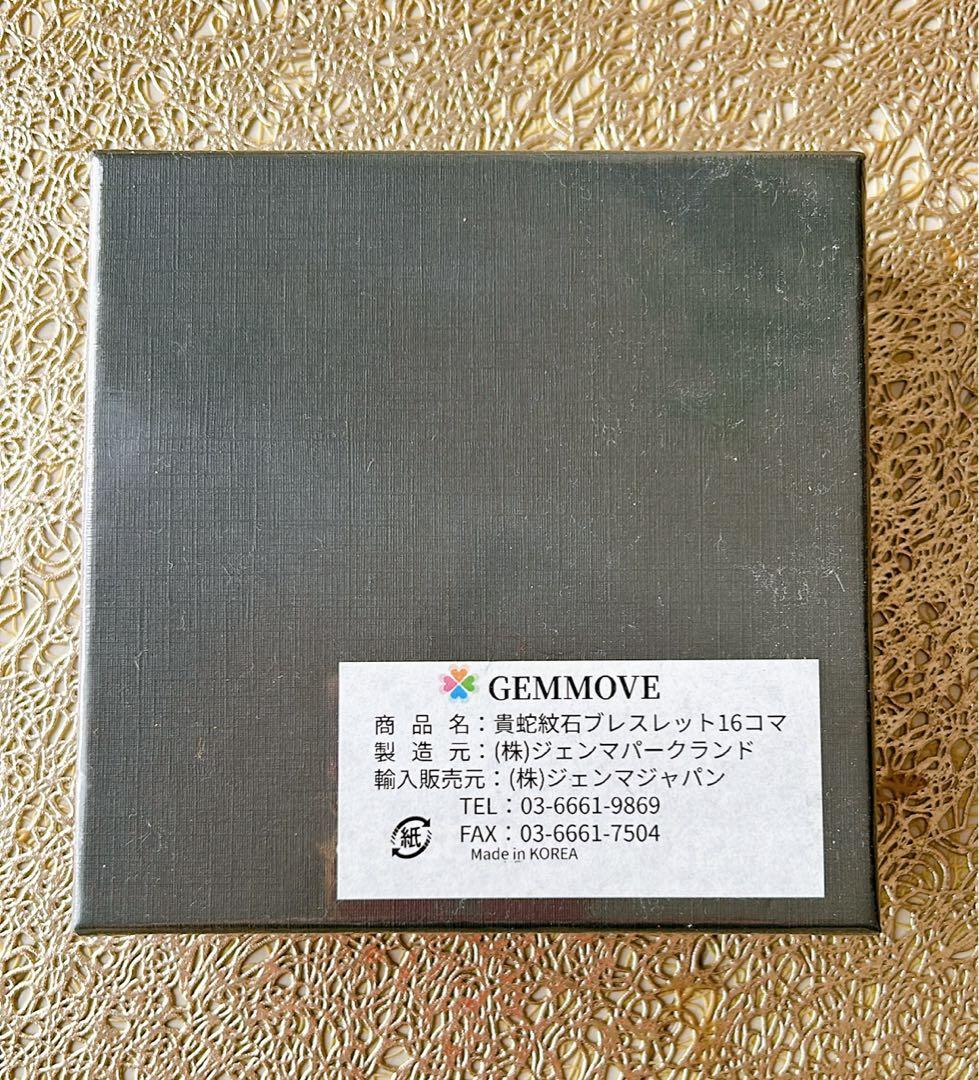 GEMMOVE
商 品 名：貴蛇紋石ブレスレット16コマ
製 造 元：(株)ジェンマパークランド
輸入販売元：(株)ジェンマジャパン
TEL：03-6661-9869
紙
FAX：03-6661-7504
Made in KOREA